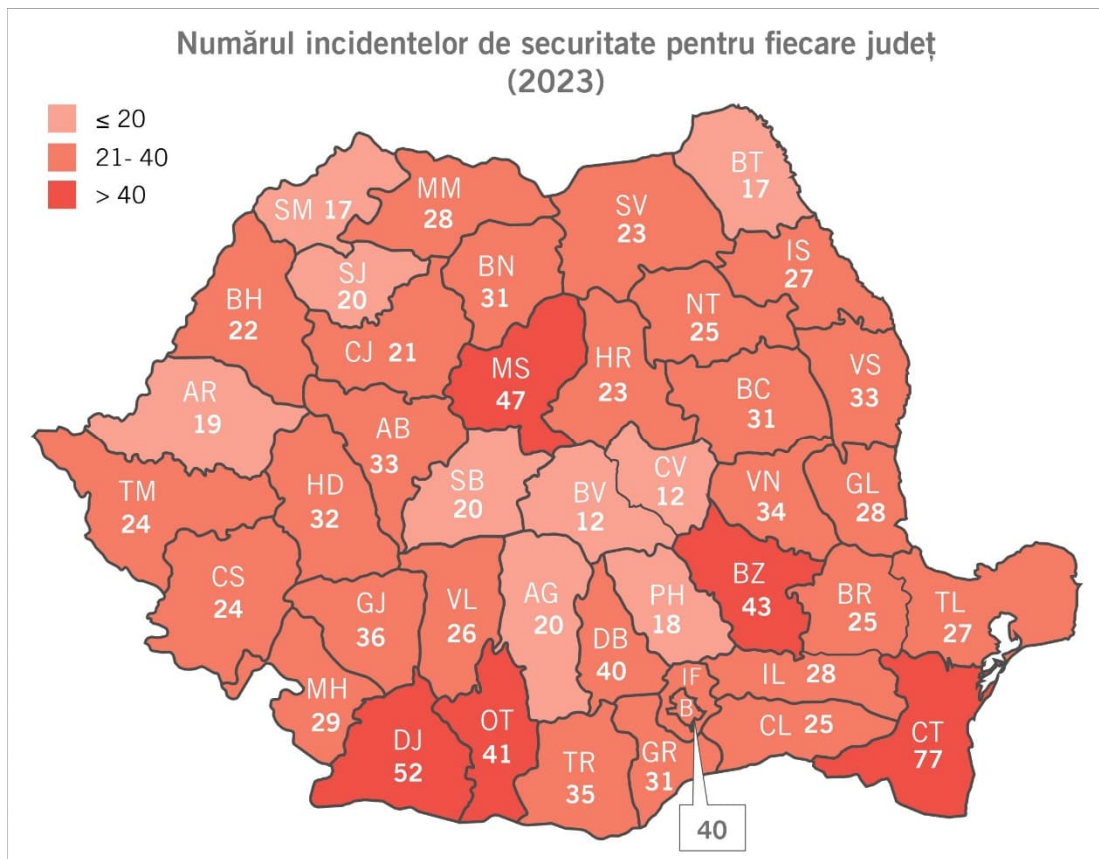 Numărul incidentelor de securitate pentru fiecare județ
(2023)
≤ 20
21- 40
> 40
BT
17
SM 17
MM
28
SV
23
IS
27
SJ
20
BN
31
BH
22
NT
25
CJ 21
MS
47
HR
23
VS
33
BC
31
AR
19
AB
33
CV
12
SB
20
BV
12
VN
34
GL
28
TM
24
HD
32
CS
24
BZ
43
GJ
36
VL
26
AG
20
PH
18
BR
25
TL
27
DB
40
IF
IL 28
MH
29
B
CL 25
OT
41
DJ
52
CT
77
GR
31
TR
35
40